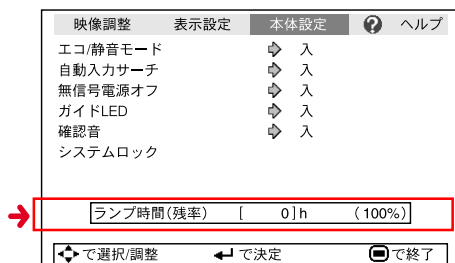 映像調整 表示設定 本体設定 ? ヘルプ
エコ/静音モード 入
自動入力サーチ 入
無信号電源オフ 入
ガイドLED 入
確認音 入
システムロック
ランプ時間(残率) [ 0]h (100%)
で選択/調整 で決定 で終了